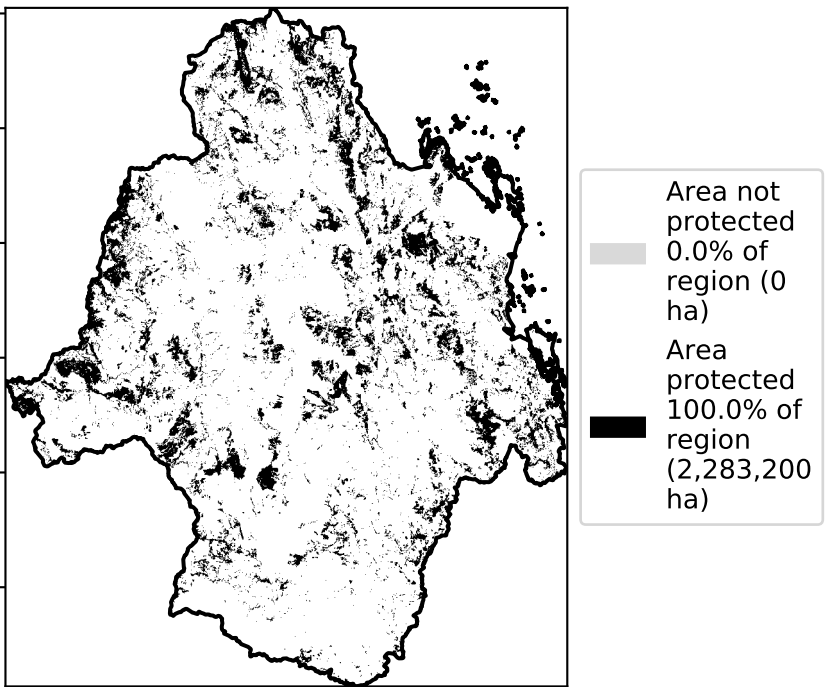 Area not
protected
0.0% of
region (0
ha)
Area
protected
100.0% of
region
(2,283,200
ha)